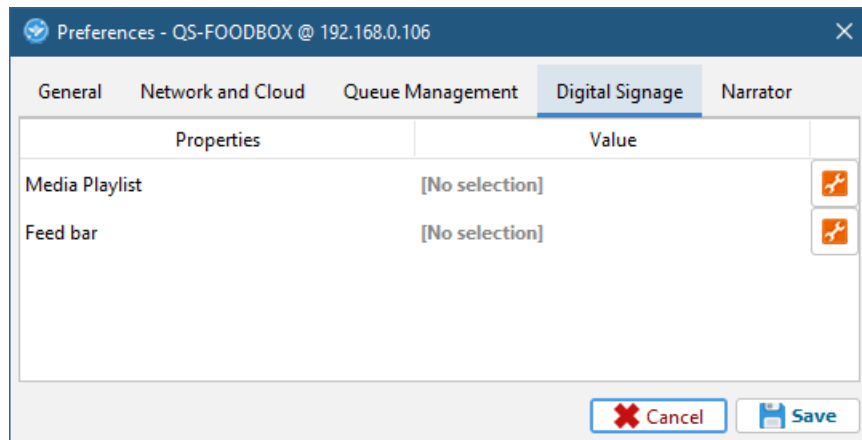 Preferences - QS-FOODBOX @ 192.168.0.106
General Network and Cloud Queue Management Digital Signage Narrator
Properties Value
Media Playlist [No selection]
Feed bar [No selection]
Cancel Save